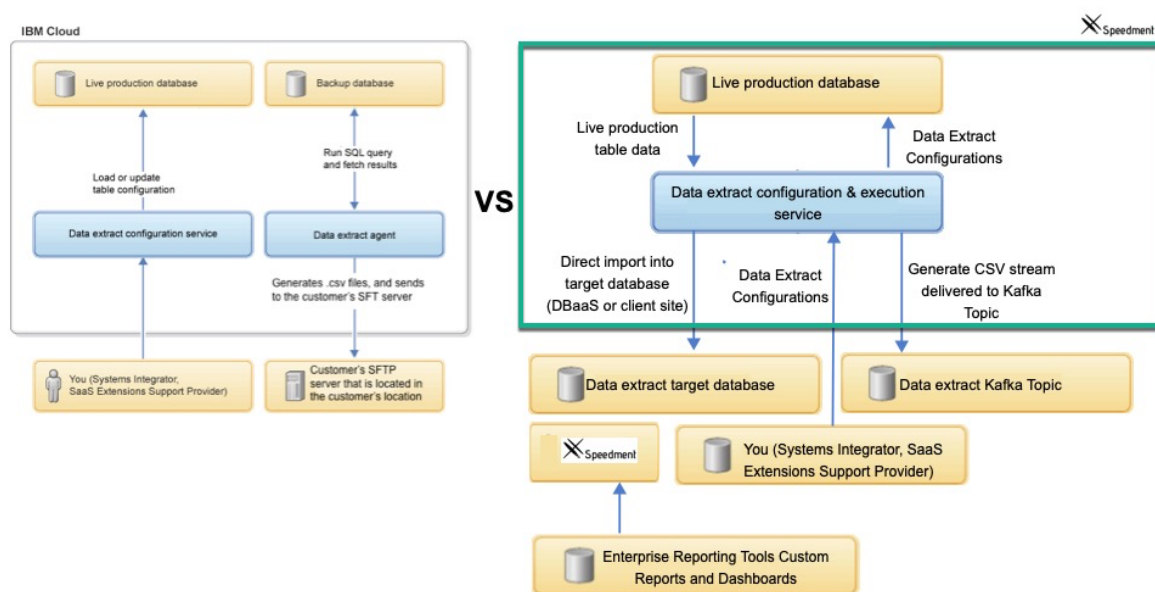 IBM Cloud
Live production database
Backup database
Load or update
table configuration
Run SQL query
and fetch results
Data extract configuration service
Data extract agent
Generates .csv files, and sends
to the customer's SFT server
You (Systems Integrator,
SaaS Extensions Support Provider)
Customer's SFTP
server that is located in
the customer's location
VS
Speedment
Live production database
Live production
table data
Data Extract
Configurations
Data extract configuration & execution
service
Direct import into
target database
(DBaaS or client site)
Data Extract
Configurations
Generate CSV stream
delivered to Kafka
Topic
Data extract target database
Data extract Kafka Topic
Speedment
You (Systems Integrator, SaaS
Extensions Support Provider)
Enterprise Reporting Tools Custom
Reports and Dashboards